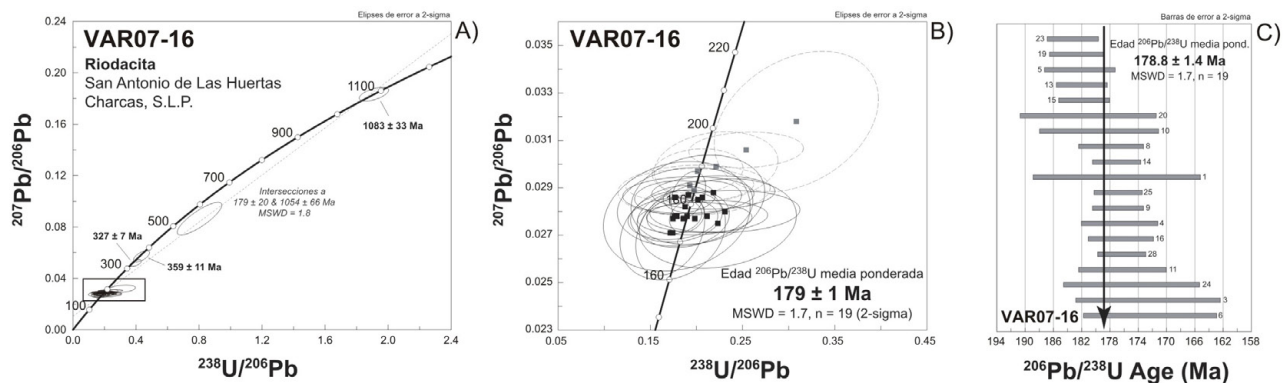 Elipses de error a 2-sigma
A)
VAR07-16
Riodacita
San Antonio de Las Huertas
Charcas, S.L.P.
1100
1083 ± 33 Ma
900
700
Intersecciones a
179 ± 20 & 1054 ± 66 Ma
MSWD = 1.8
500
327 ± 7 Ma
300
359 ± 11 Ma
100
0.24
0.20
0.16
0.12
0.08
0.04
0.00
0.0
0.4
0.8
1.2
1.6
2.0
2.4
207Pb/206Pb
238U/206Pb
Elipses de error a 2-sigma
B)
VAR07-16
220
200
180
160
Edad 206Pb/238U media ponderada
179 ± 1 Ma
MSWD = 1.7, n = 19 (2-sigma)
0.035
0.033
0.031
0.029
0.027
0.025
0.023
0.05
0.15
0.25
0.35
0.45
207Pb/206Pb
238U/206Pb
Barras de error a 2-sigma
C)
Edad 206Pb/238U media pond.
178.8 ± 1.4 Ma
MSWD = 1.7, n = 19
23
19
5
13
15
20
10
8
14
1
25
9
4
16
28
11
24
3
6
VAR07-16
194 190 186 182 178 174 170 166 162 158
206Pb/238U Age (Ma)